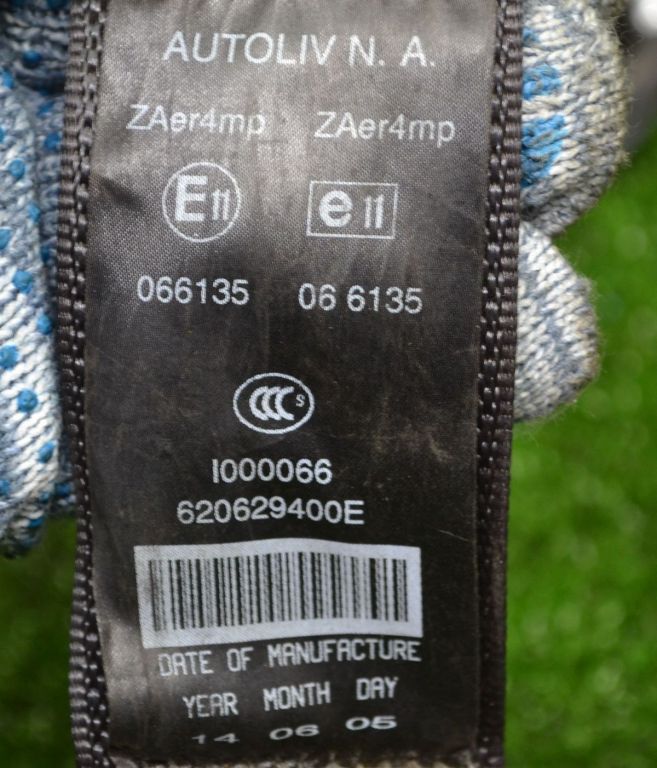 AUTOLIV N. A.
ZAer4mp ZAer4mp
E11 e11
066135 06 6135
CCC S
I000066
620629400E
DATE OF MANUFACTURE
YEAR MONTH DAY
14 06 05